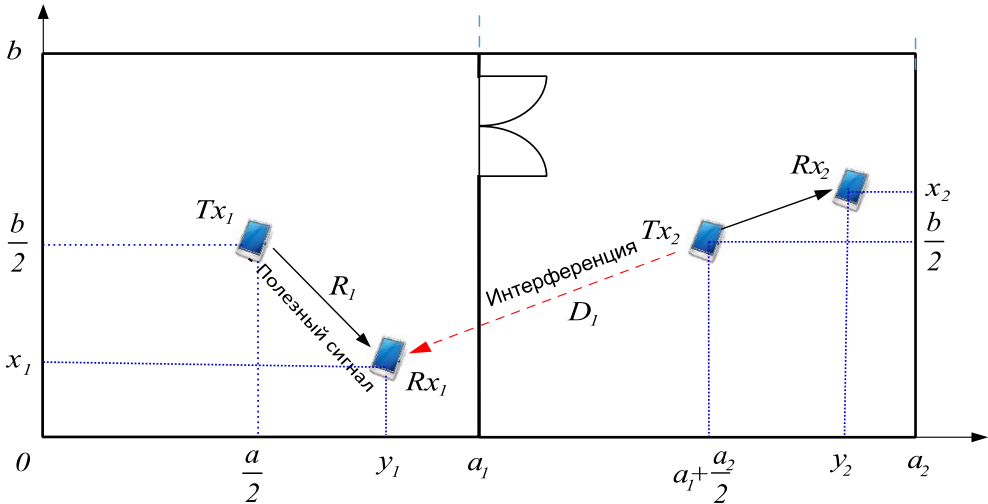 b
Rx₂
x₂
Tx₁
Tx₂
b/2
b/2
Интерференция
R₁
D₁
Полезный сигнал
x₁
Rx₁
0
a/2
y₁
a₁
a₁+a₂/2
y₂
a₂